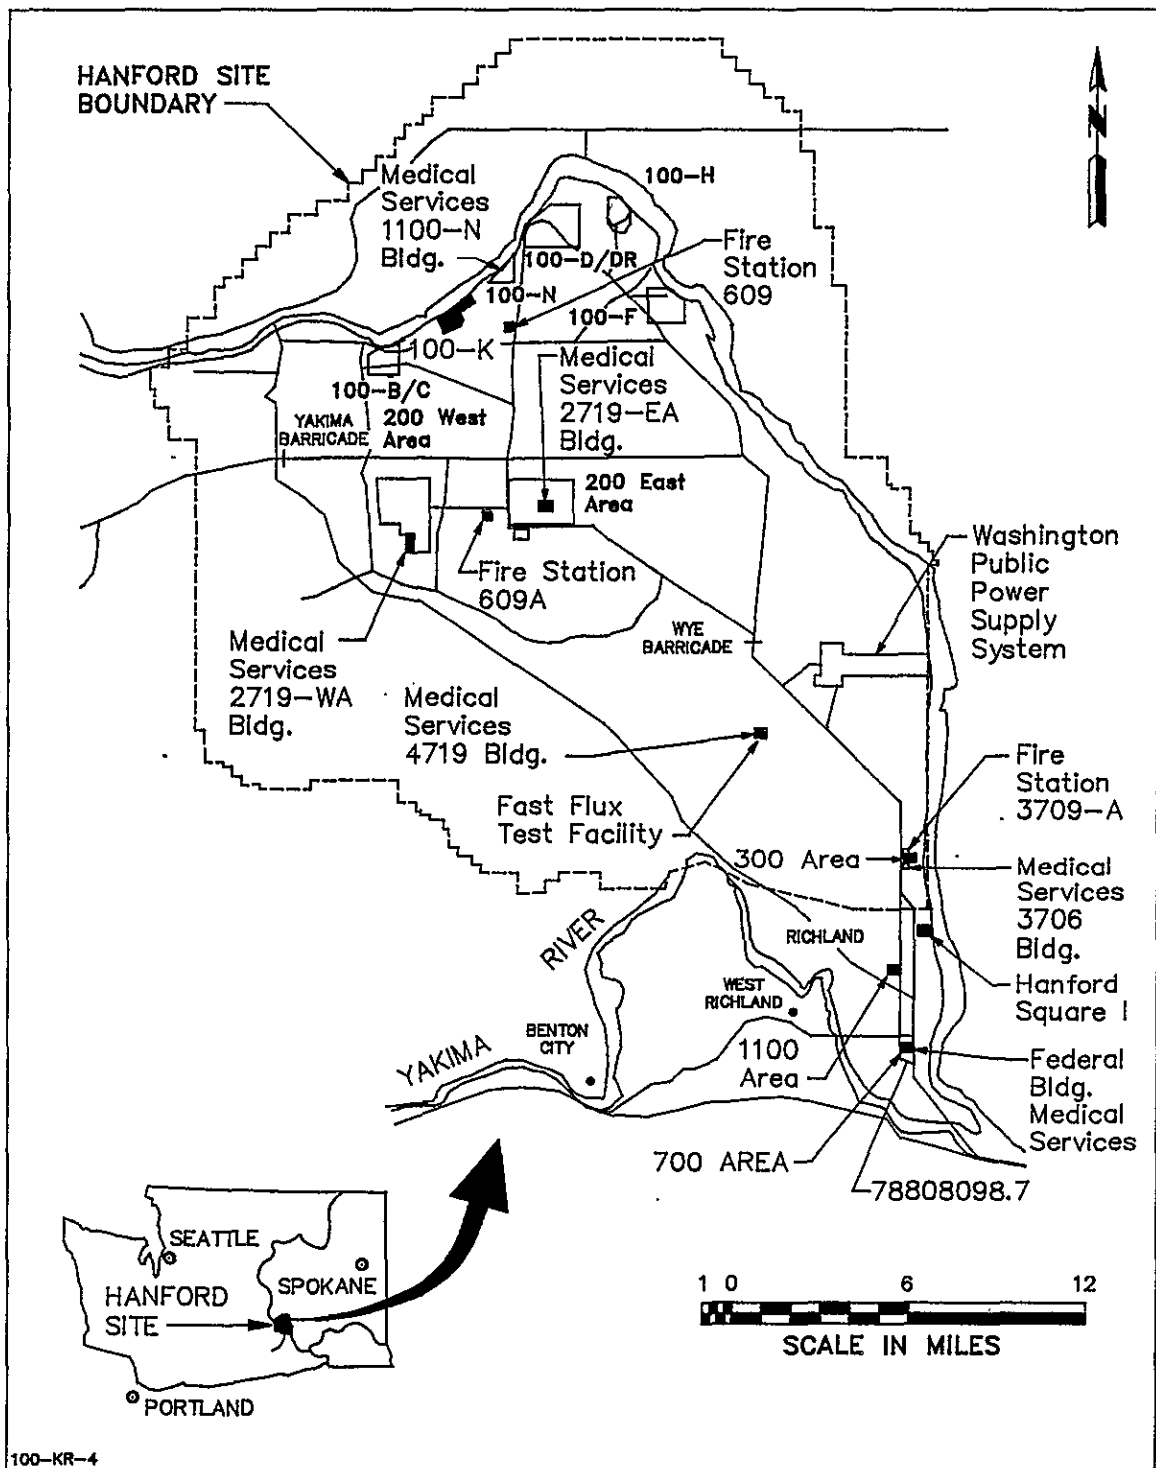 HANFORD SITE
BOUNDARY
N
Medical
Services
1100-N
Bldg.
100-H
100-D/DR
Fire
Station
609
100-N
100-F
100-K
100-B/C
Medical
Services
2719-EA
Bldg.
YAKIMA
BARRICADE
200 West
Area
200 East
Area
Washington
Public
Power
Supply
System
Fire Station
609A
WYE
BARRICADE
Medical
Services
2719-WA
Bldg.
Medical
Services
4719 Bldg.
Fast Flux
Test Facility
Fire
Station
3709-A
300 Area
Medical
Services
3706
Bldg.
RICHLAND
RIVER
WEST
RICHLAND
Hanford
Square I
BENTON
CITY
YAKIMA
1100
Area
Federal
Bldg.
Medical
Services
700 AREA
78808098.7
SEATTLE
SPOKANE
HANFORD
SITE
PORTLAND
1 0 6 12
SCALE IN MILES
100-KR-4